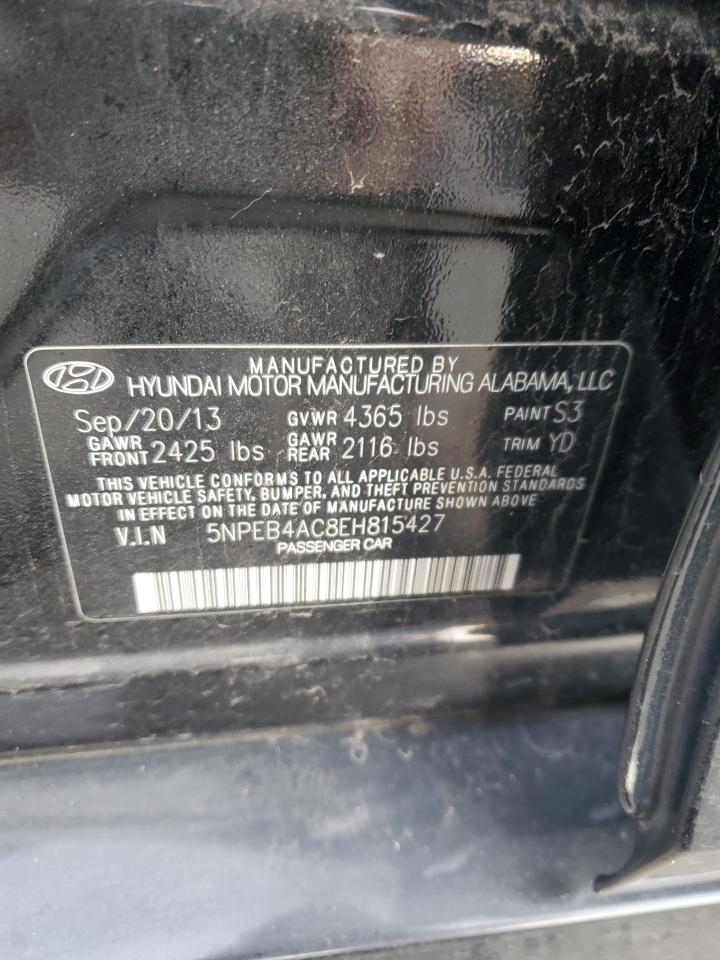 MANUFACTURED BY
HYUNDAI MOTOR MANUFACTURING ALABAMA, LLC
Sep/20/13 GVWR 4365 lbs PAINT S3
GAWR FRONT 2425 lbs GAWR REAR 2116 lbs TRIM YD
THIS VEHICLE CONFORMS TO ALL APPLICABLE U.S.A. FEDERAL
MOTOR VEHICLE SAFETY, BUMPER, AND THEFT PREVENTION STANDARDS
IN EFFECT ON THE DATE OF MANUFACTURE SHOWN ABOVE.
V.I.N 5NPEB4AC8EH815427
PASSENGER CAR